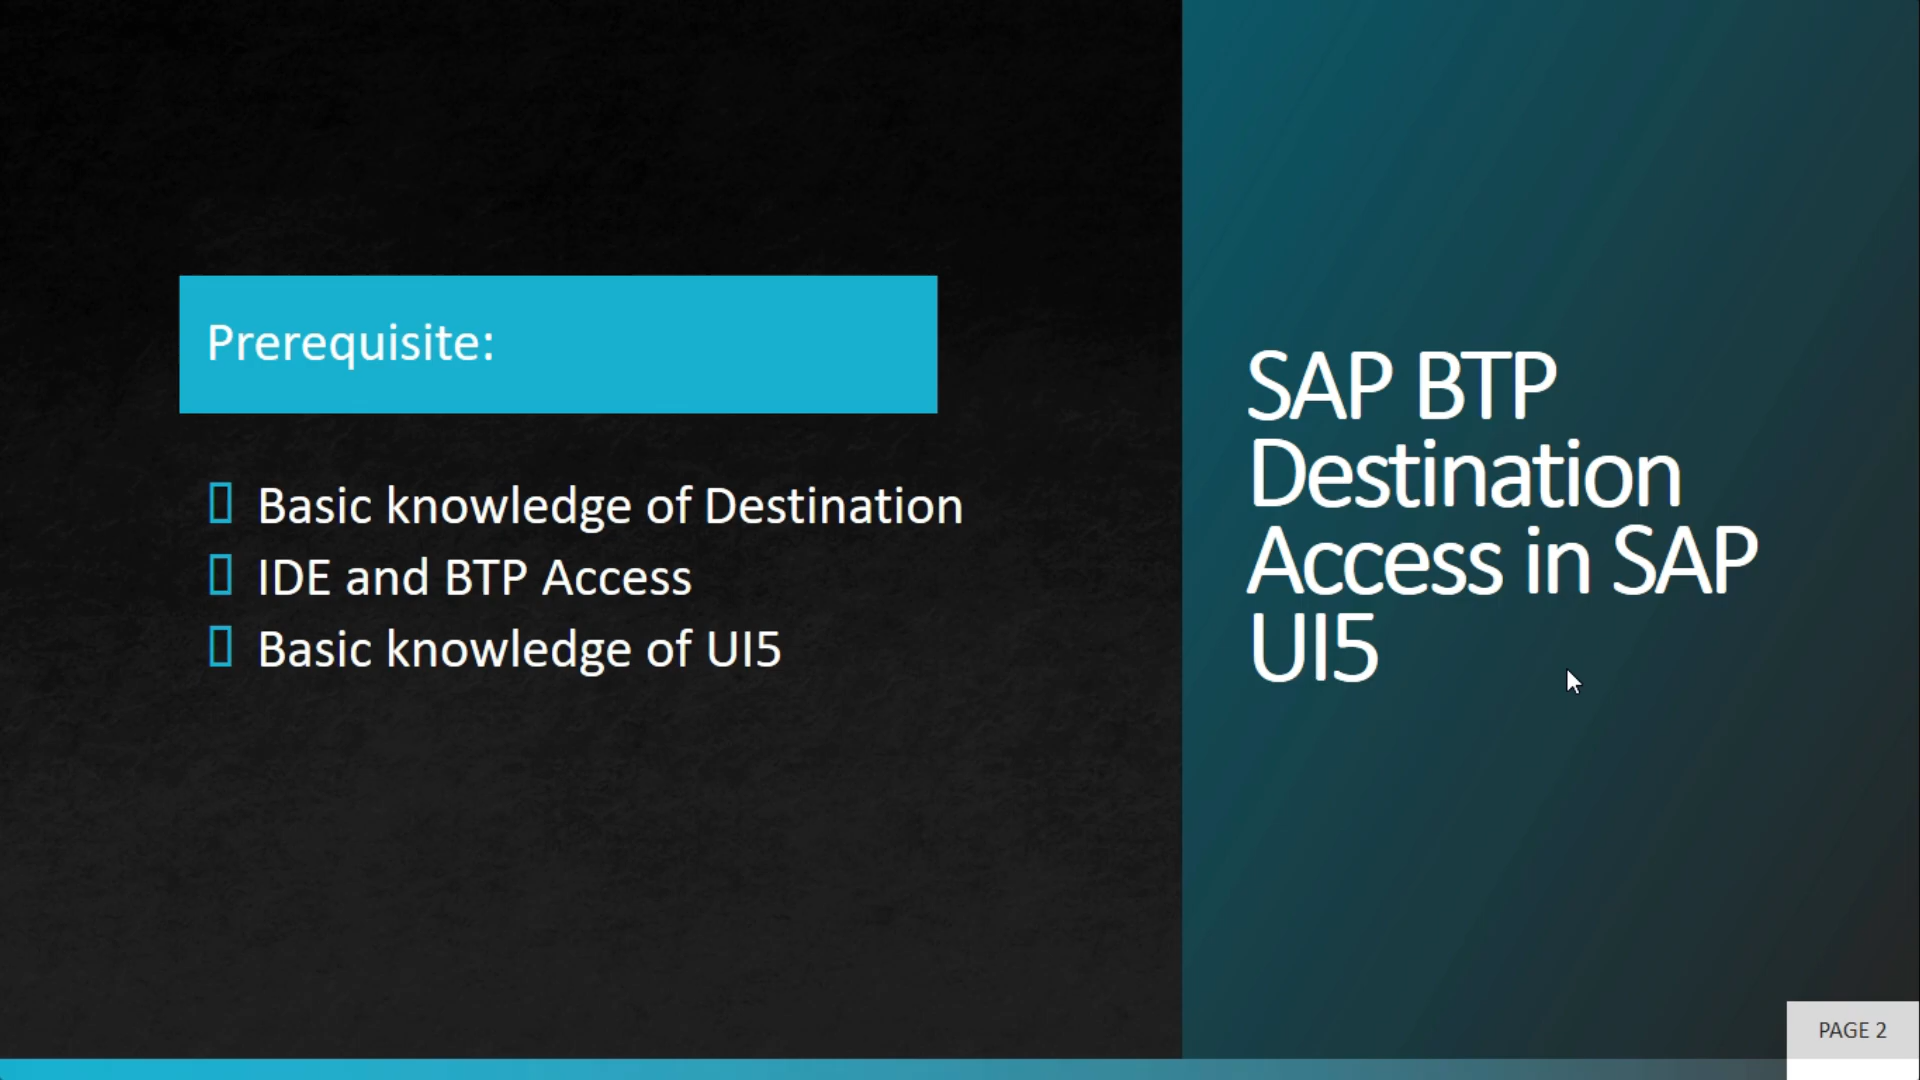 Prerequisite:
Basic knowledge of Destination
IDE and BTP Access
Basic knowledge of UI5
SAP BTP
Destination
Access in SAP
UI5
PAGE 2